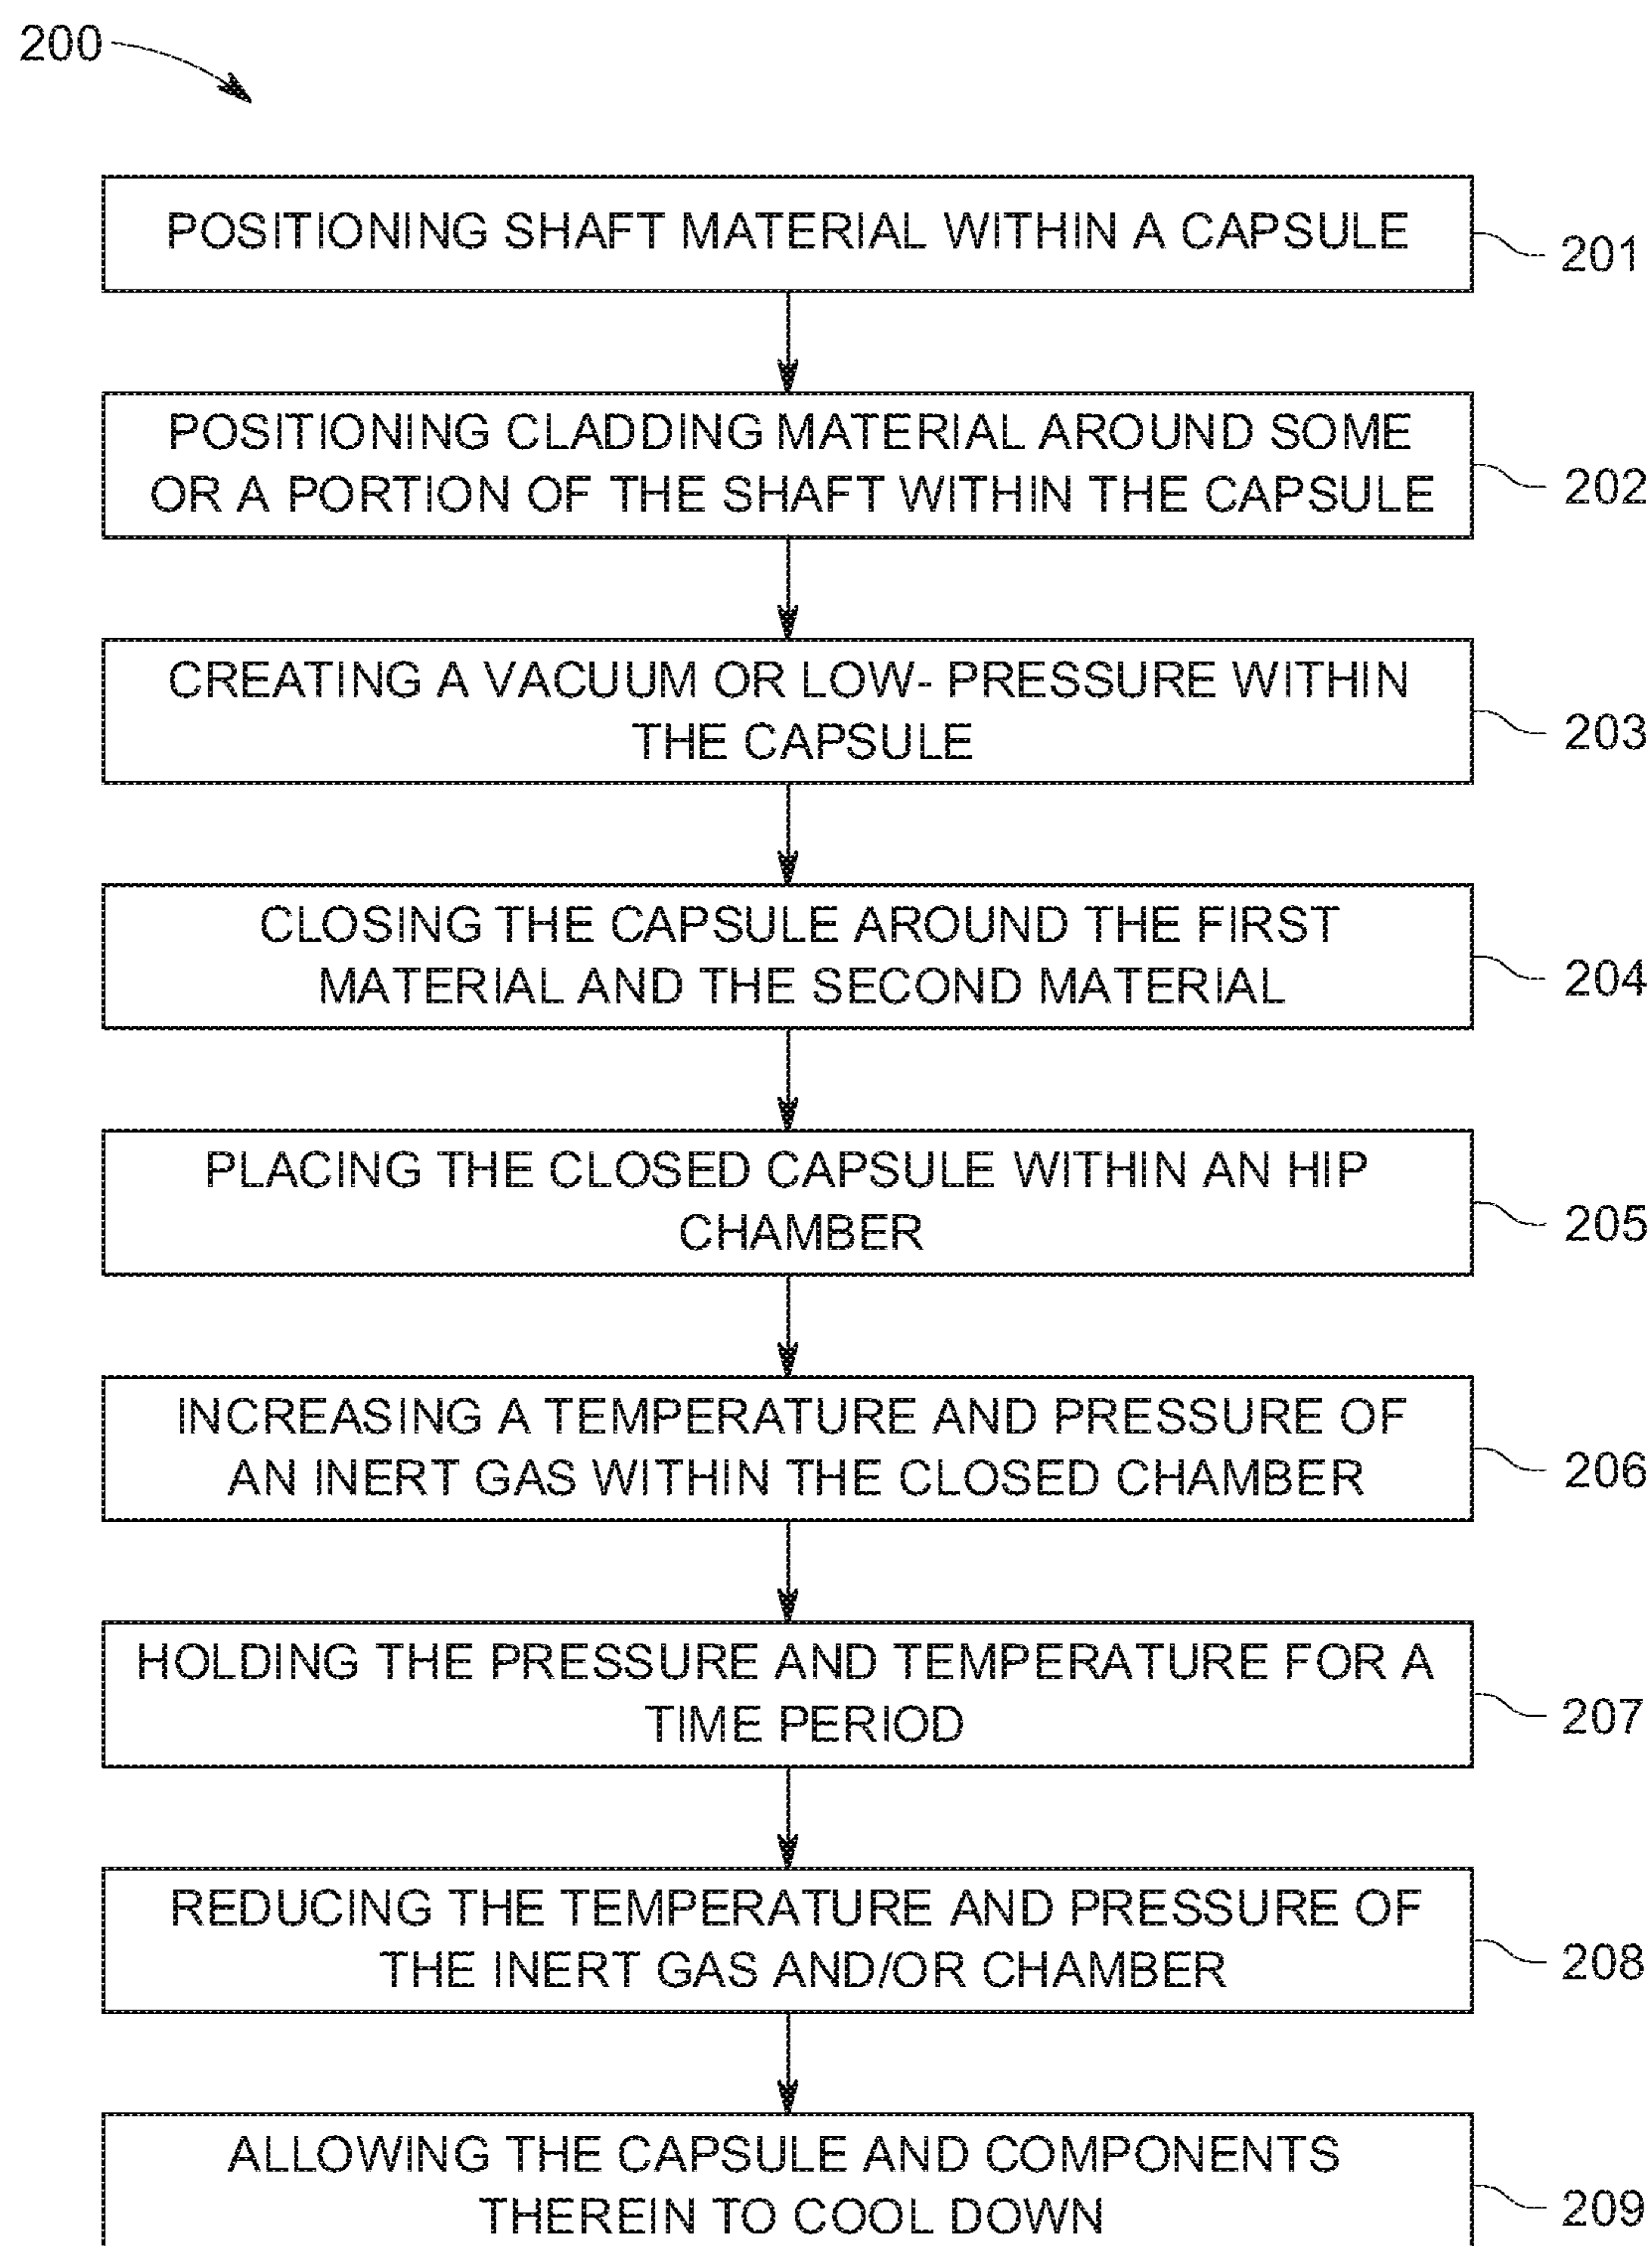 200
POSITIONING SHAFT MATERIAL WITHIN A CAPSULE
201
POSITIONING CLADDING MATERIAL AROUND SOME
OR A PORTION OF THE SHAFT WITHIN THE CAPSULE
202
CREATING A VACUUM OR LOW- PRESSURE WITHIN
THE CAPSULE
203
CLOSING THE CAPSULE AROUND THE FIRST
MATERIAL AND THE SECOND MATERIAL
204
PLACING THE CLOSED CAPSULE WITHIN AN HIP
CHAMBER
205
INCREASING A TEMPERATURE AND PRESSURE OF
AN INERT GAS WITHIN THE CLOSED CHAMBER
206
HOLDING THE PRESSURE AND TEMPERATURE FOR A
TIME PERIOD
207
REDUCING THE TEMPERATURE AND PRESSURE OF
THE INERT GAS AND/OR CHAMBER
208
ALLOWING THE CAPSULE AND COMPONENTS
THEREIN TO COOL DOWN
209